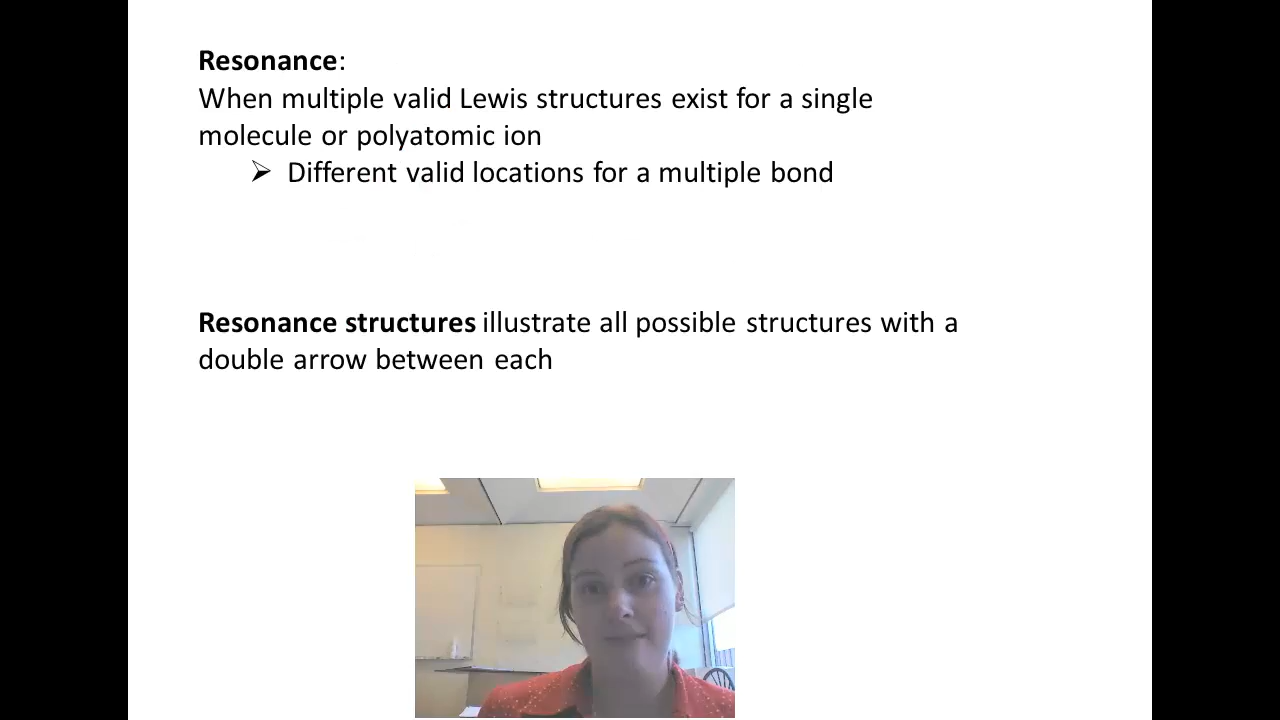 Resonance:
When multiple valid Lewis structures exist for a single
molecule or polyatomic ion
➢ Different valid locations for a multiple bond
Resonance structures illustrate all possible structures with a
double arrow between each